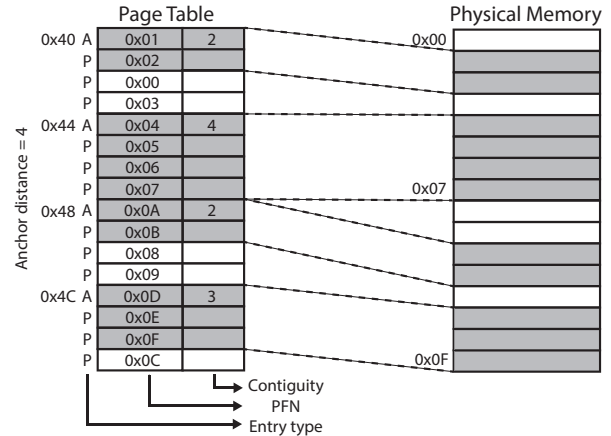 Page Table
Physical Memory
Anchor distance = 4
0x40 A 0x01 2
P 0x02
P 0x00
P 0x03
0x44 A 0x04 4
P 0x05
P 0x06
P 0x07
0x48 A 0x0A 2
P 0x0B
P 0x08
P 0x09
0x4C A 0x0D 3
P 0x0E
P 0x0F
P 0x0C
0x00
0x07
0x0F
Contiguity
PFN
Entry type